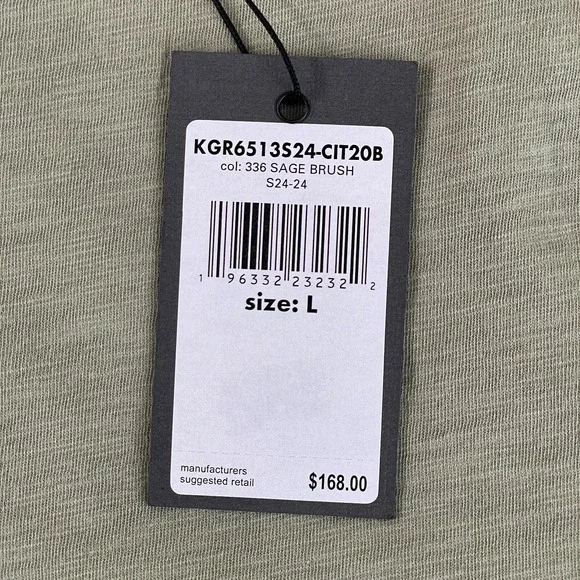 KGR6513S24-CIT20B
col: 336 SAGE BRUSH
S24-24
1 96332 23232 2
size: L
manufacturers
suggested retail
$168.00